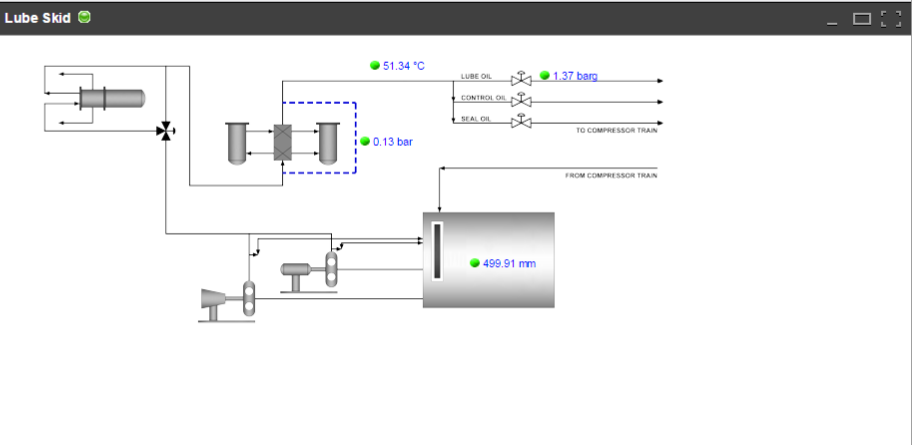 Lube Skid
51.34 °C
LUBE OIL
1.37 barg
CONTROL OIL
SEAL OIL
TO COMPRESSOR TRAIN
0.13 bar
FROM COMPRESSOR TRAIN
499.91 mm